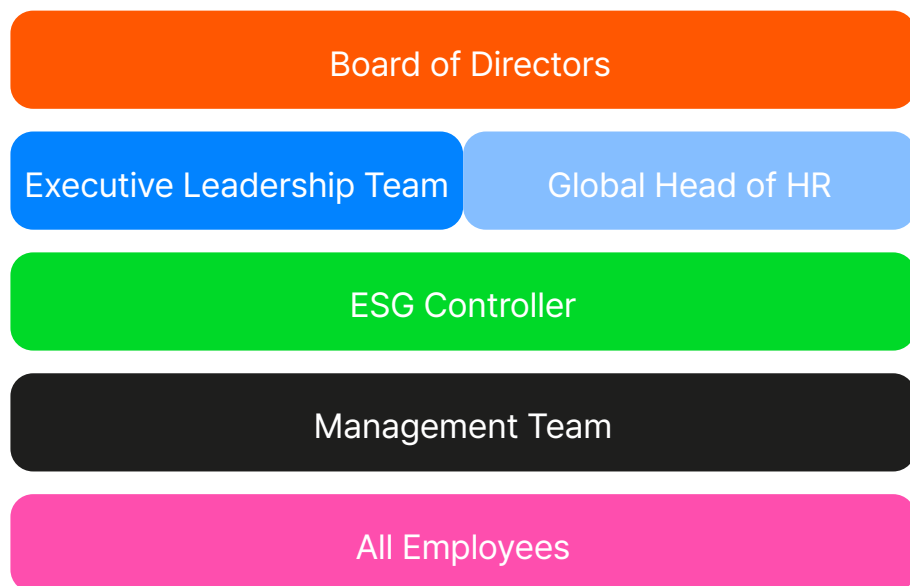 Board of Directors
Executive Leadership Team
Global Head of HR
ESG Controller
Management Team
All Employees